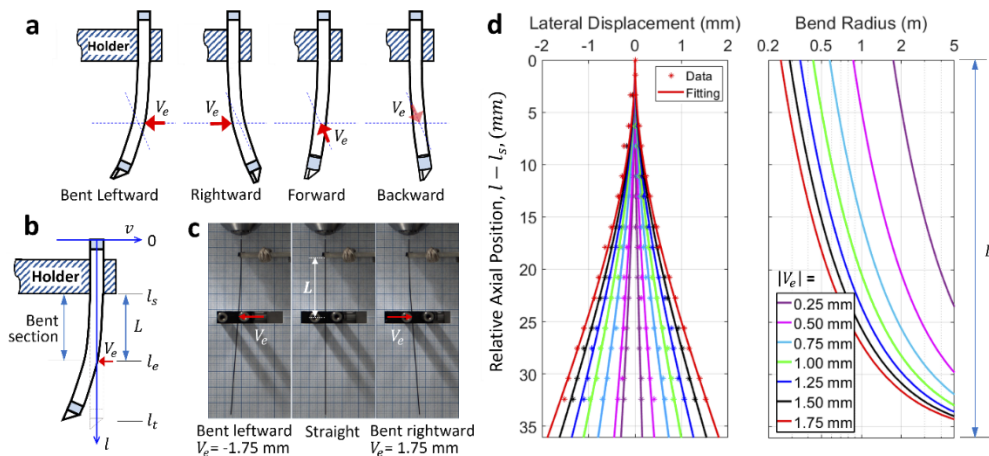 a
Holder
V_e
V_e
V_e
V_e
Bent Leftward
Rightward
Forward
Backward
b
v
0
Holder
l_s
Bent
section
L
V_e
l_e
l_t
l
c
L
V_e
V_e
Bent leftward
V_e= -1.75 mm
Straight
Bent rightward
V_e= 1.75 mm
d
Lateral Displacement (mm)
-2 -1 0 1 2
Data
Fitting
Relative Axial Position, l − l_s, (mm)
0
5
10
15
20
25
30
35
Bend Radius (m)
0.2 0.5 1 2 5
|V_e| =
0.25 mm
0.50 mm
0.75 mm
1.00 mm
1.25 mm
1.50 mm
1.75 mm